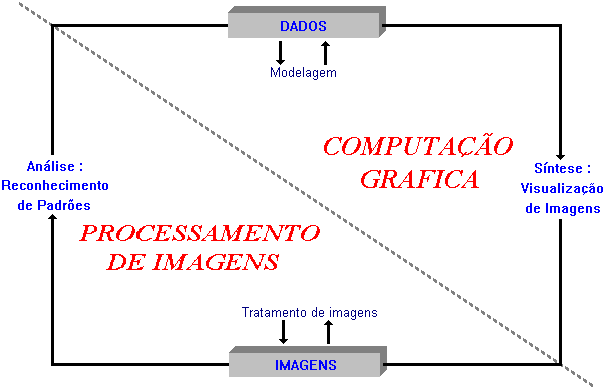 DADOS
Modelagem
COMPUTAÇÃO
GRAFICA
Análise :
Reconhecimento
de Padrões
Síntese :
Visualização
de Imagens
PROCESSAMENTO
DE IMAGENS
Tratamento de imagens
IMAGENS